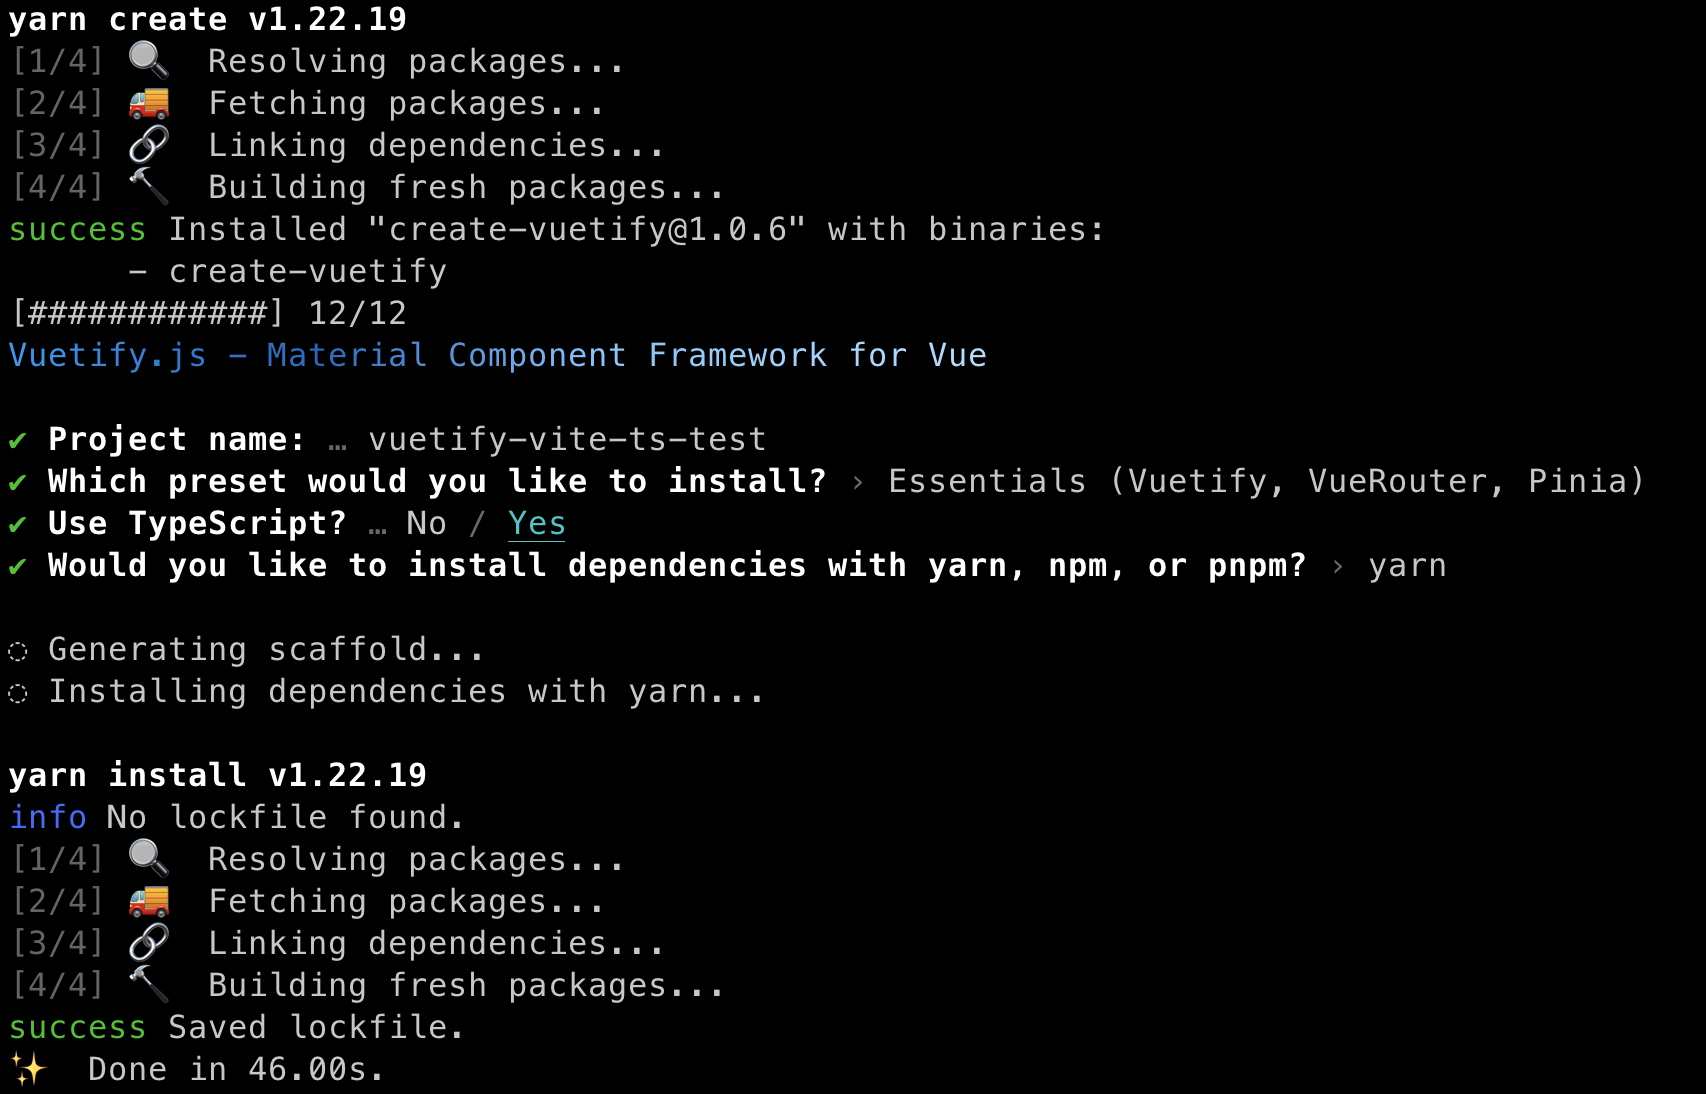 yarn create v1.22.19
[1/4] 🔍 Resolving packages...
[2/4] 🚚 Fetching packages...
[3/4] 🔗 Linking dependencies...
[4/4] 🔨 Building fresh packages...
success Installed "create-vuetify@1.0.6" with binaries:
      - create-vuetify
[############] 12/12
Vuetify.js - Material Component Framework for Vue
✔ Project name: … vuetify-vite-ts-test
✔ Which preset would you like to install? › Essentials (Vuetify, VueRouter, Pinia)
✔ Use TypeScript? … No / Yes
✔ Would you like to install dependencies with yarn, npm, or pnpm? › yarn
◌ Generating scaffold...
◌ Installing dependencies with yarn...
yarn install v1.22.19
info No lockfile found.
[1/4] 🔍 Resolving packages...
[2/4] 🚚 Fetching packages...
[3/4] 🔗 Linking dependencies...
[4/4] 🔨 Building fresh packages...
success Saved lockfile.
✨ Done in 46.00s.